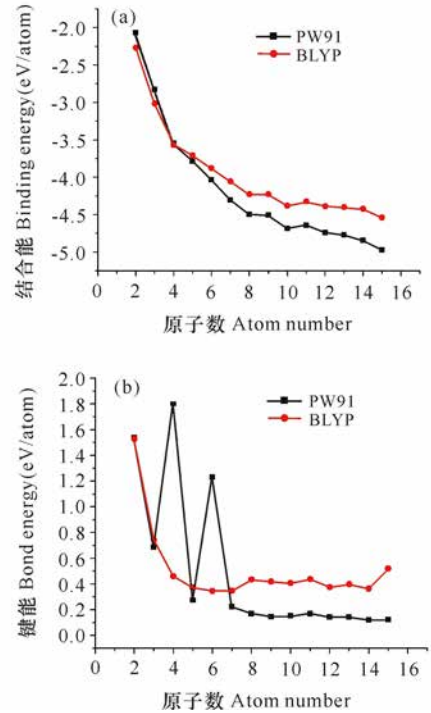 (a)
PW91
BLYP
-2.0
-2.5
-3.0
-3.5
-4.0
-4.5
-5.0
结合能 Binding energy(eV/atom)
0 2 4 6 8 10 12 14 16
原子数 Atom number
(b)
PW91
BLYP
2.0
1.8
1.6
1.4
1.2
1.0
0.8
0.6
0.4
0.2
0.0
键能 Bond energy(eV/atom)
0 2 4 6 8 10 12 14 16
原子数 Atom number